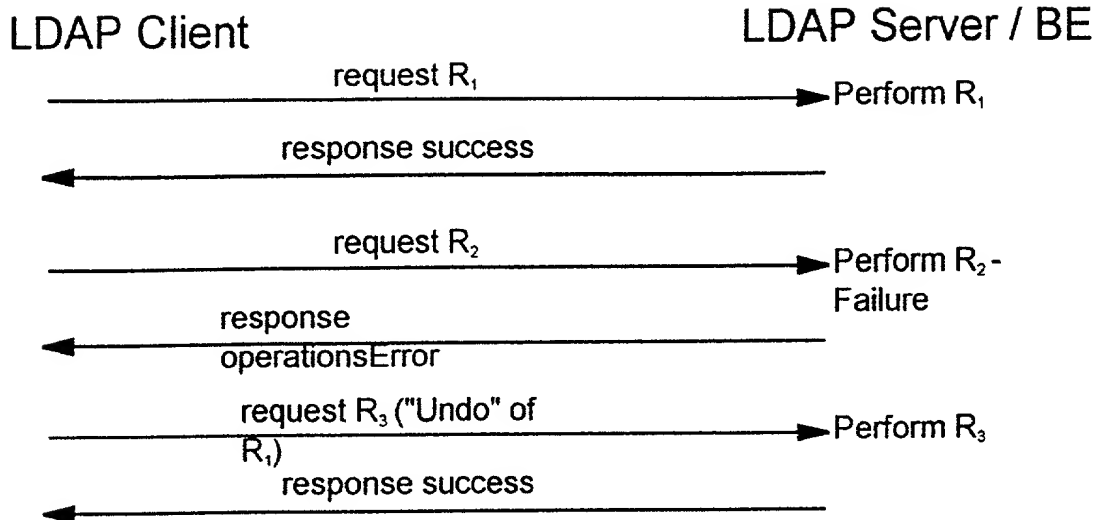 LDAP Client
LDAP Server / BE
request R₁
Perform R₁
response success
request R₂
Perform R₂ -
Failure
response
operationsError
request R₃ ("Undo" of
R₁)
Perform R₃
response success